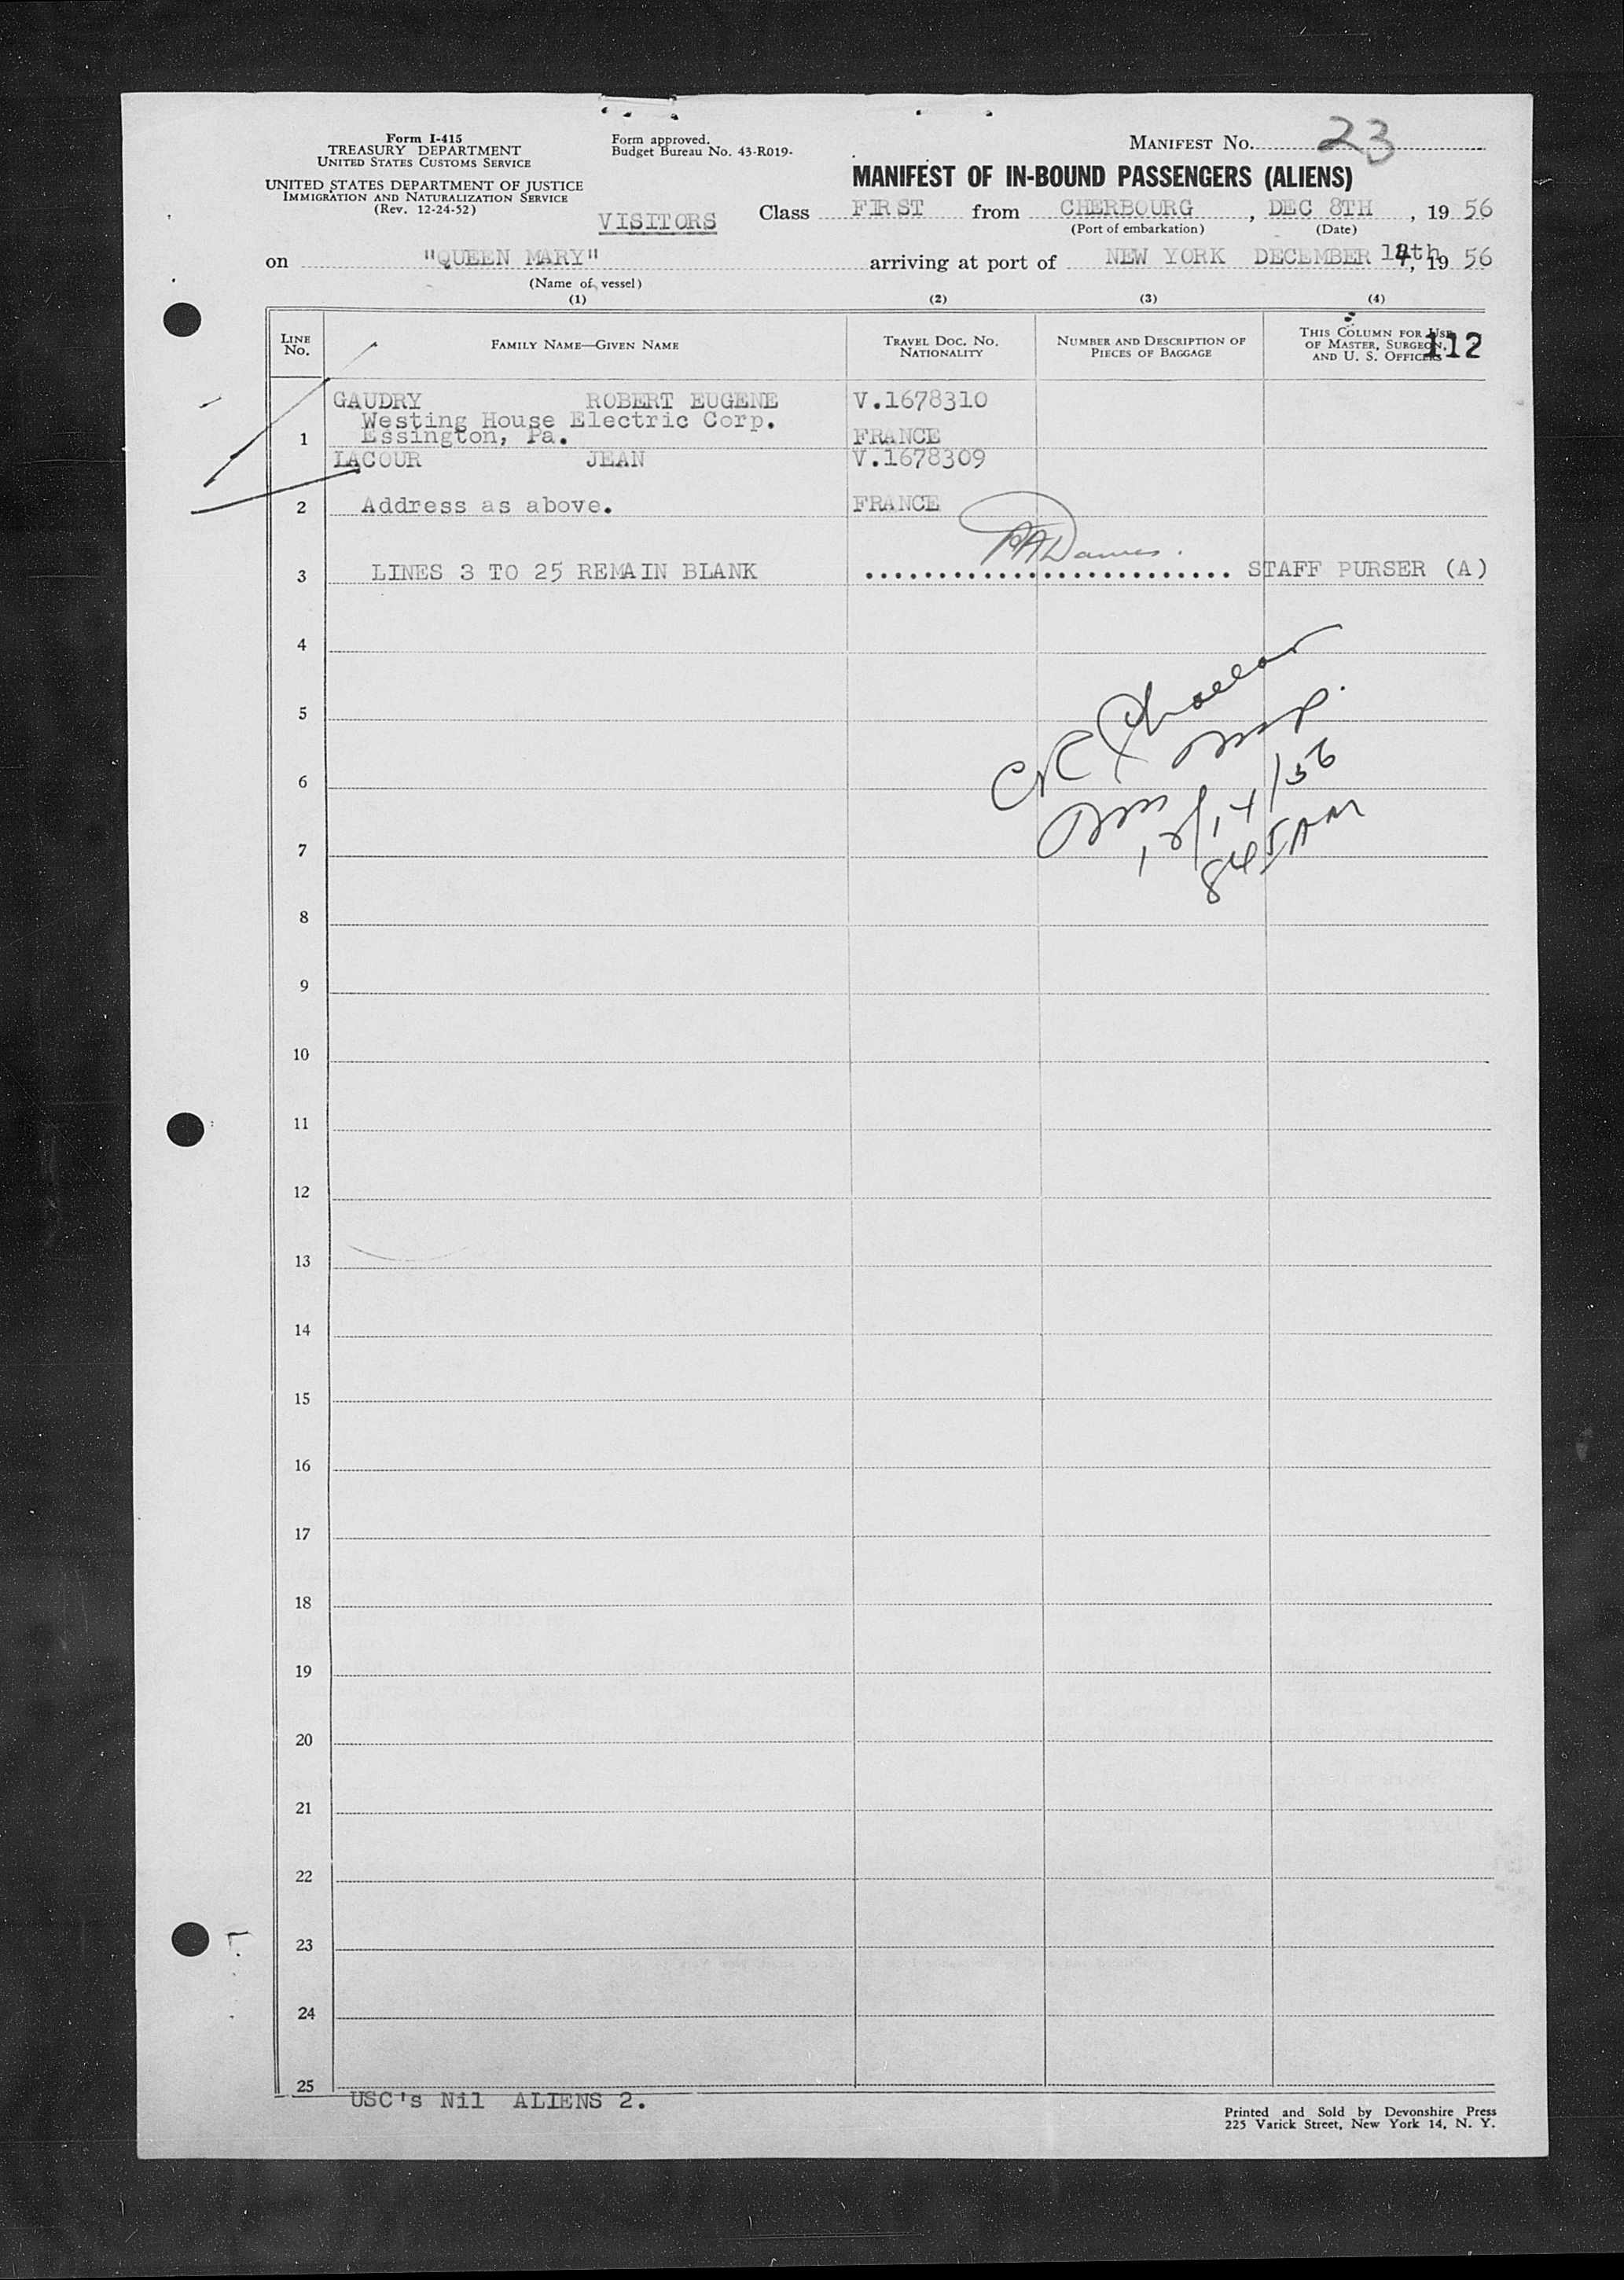 Form I-415
TREASURY DEPARTMENT
UNITED STATES CUSTOMS SERVICE
UNITED STATES DEPARTMENT OF JUSTICE
IMMIGRATION AND NATURALIZATION SERVICE
(Rev. 12-24-52)
Form approved.
Budget Bureau No. 43-R019-
MANIFEST NO. 23
MANIFEST OF IN-BOUND PASSENGERS (ALIENS)
VISITORS Class FIRST from CHERBOURG, DEC 8TH, 19 56
(Port of embarkation) (Date)
on "QUEEN MARY" arriving at port of NEW YORK DECEMBER 14th, 19 56
(Name of vessel)
(1) (2) (3) (4)
LINE No. FAMILY NAME—GIVEN NAME TRAVEL DOC. NO. NATIONALITY NUMBER AND DESCRIPTION OF PIECES OF BAGGAGE THIS COLUMN FOR USE OF MASTER, SURGEON, AND U. S. OFFICERS
112
GAUDRY ROBERT EUGENE V.1678310
Westing House Electric Corp.
1 Essington, Pa. FRANCE
LACOUR JEAN V.1678309
2 Address as above. FRANCE
3 LINES 3 TO 25 REMAIN BLANK .......................... STAFF PURSER (A)
4
5
6
12/14/56
7
845 AM
8
9
10
11
12
13
14
15
16
17
18
19
20
21
22
23
24
25
USC's Nil ALIENS 2.
Printed and Sold by Devonshire Press
225 Varick Street, New York 14, N. Y.